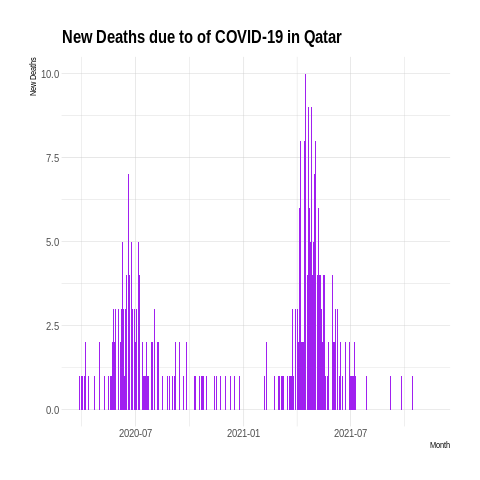 New Deaths due to of COVID-19 in Qatar
New Deaths
10.0
7.5
5.0
2.5
0.0
2020-07
2021-01
2021-07
Month